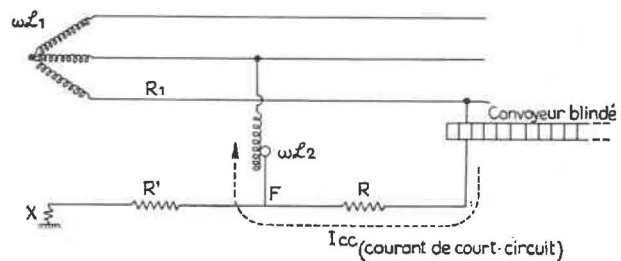 ωL1
R1
Convoyeur blindé
ωL2
R'
F
R
X
Icc (courant de court-circuit)